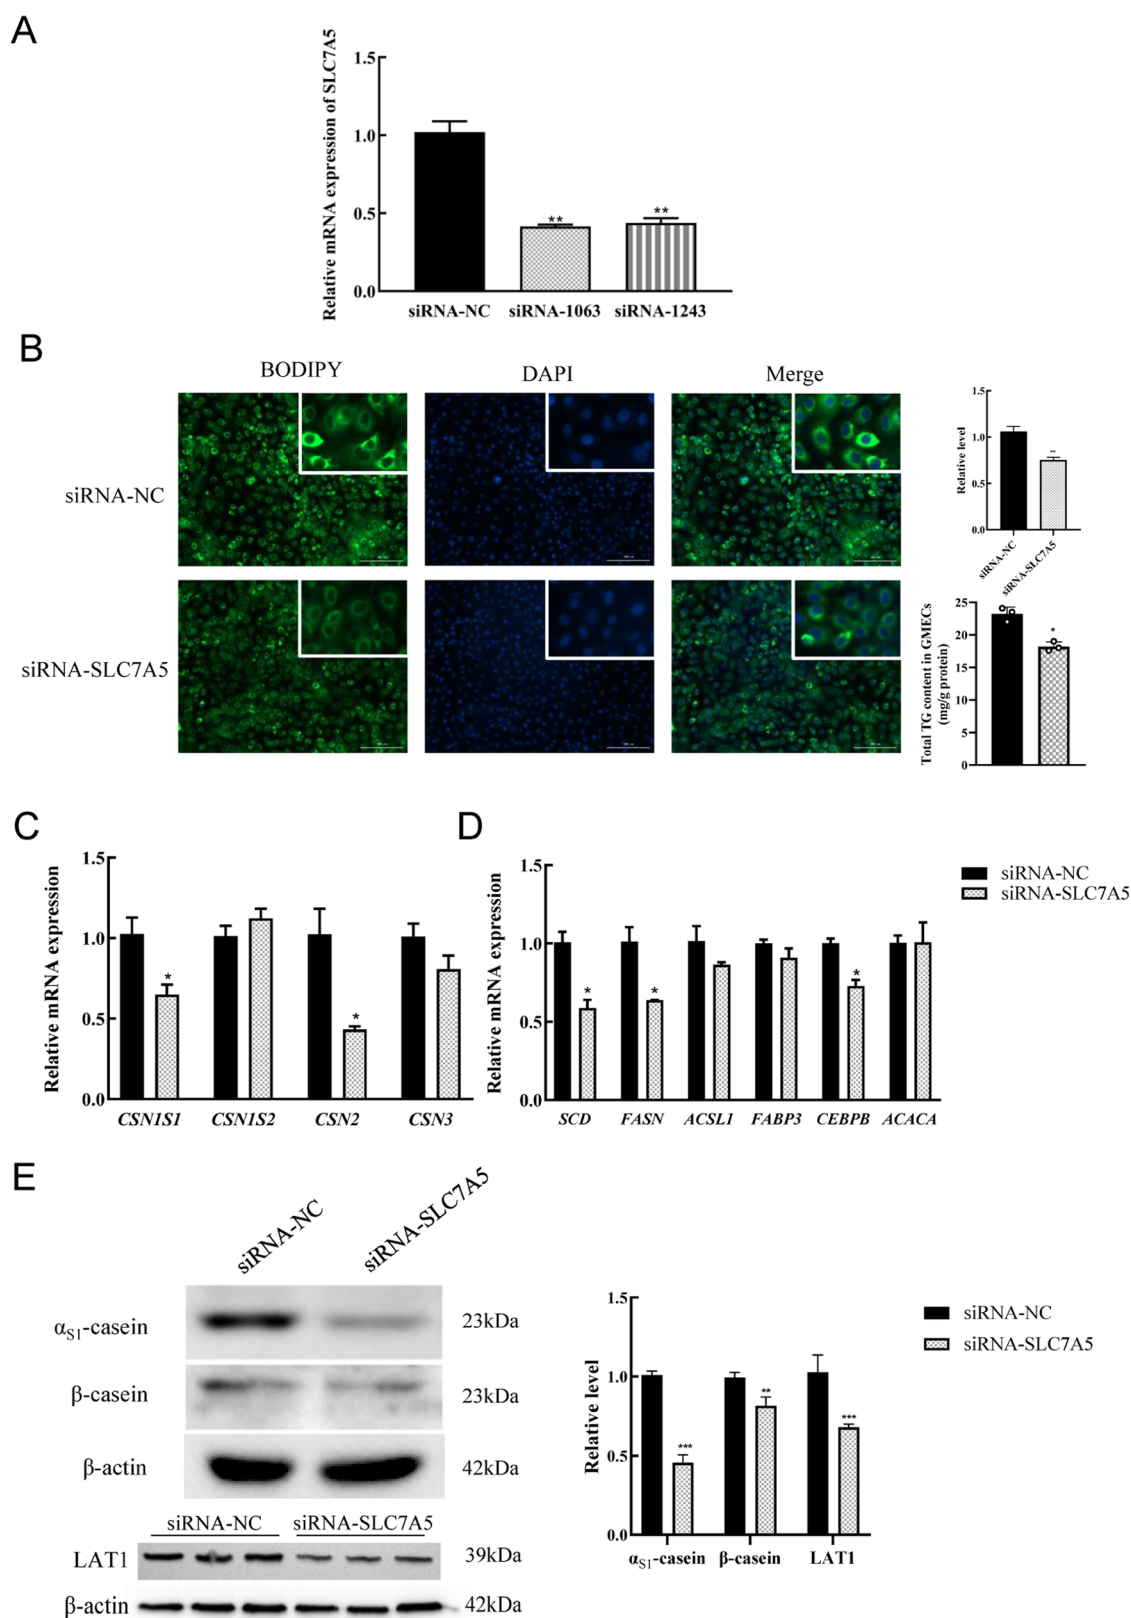 A
Relative mRNA expression of SLC7A5
1.5
1.0
0.5
0.0
**
**
siRNA-NC siRNA-1063 siRNA-1243
B
BODIPY DAPI Merge
siRNA-NC
siRNA-SLC7A5
Relative level
1.5
1.0
0.5
0.0
**
siRNA-NC
siRNA-SLC7A5
Total TG content in GMECs
(mg/g protein)
25
20
15
10
5
0
*
C
Relative mRNA expression
1.5
1.0
0.5
0.0
*
*
CSN1S1 CSN1S2 CSN2 CSN3
D
Relative mRNA expression
1.5
1.0
0.5
0.0
*
*
*
SCD FASN ACSL1 FABP3 CEBPB ACACA
siRNA-NC
siRNA-SLC7A5
E
siRNA-NC
siRNA-SLC7A5
αS1-casein 23kDa
β-casein 23kDa
β-actin 42kDa
siRNA-NC siRNA-SLC7A5
LAT1 39kDa
β-actin 42kDa
Relative level
1.5
1.0
0.5
0.0
***
**
***
αS1-casein β-casein LAT1
siRNA-NC
siRNA-SLC7A5